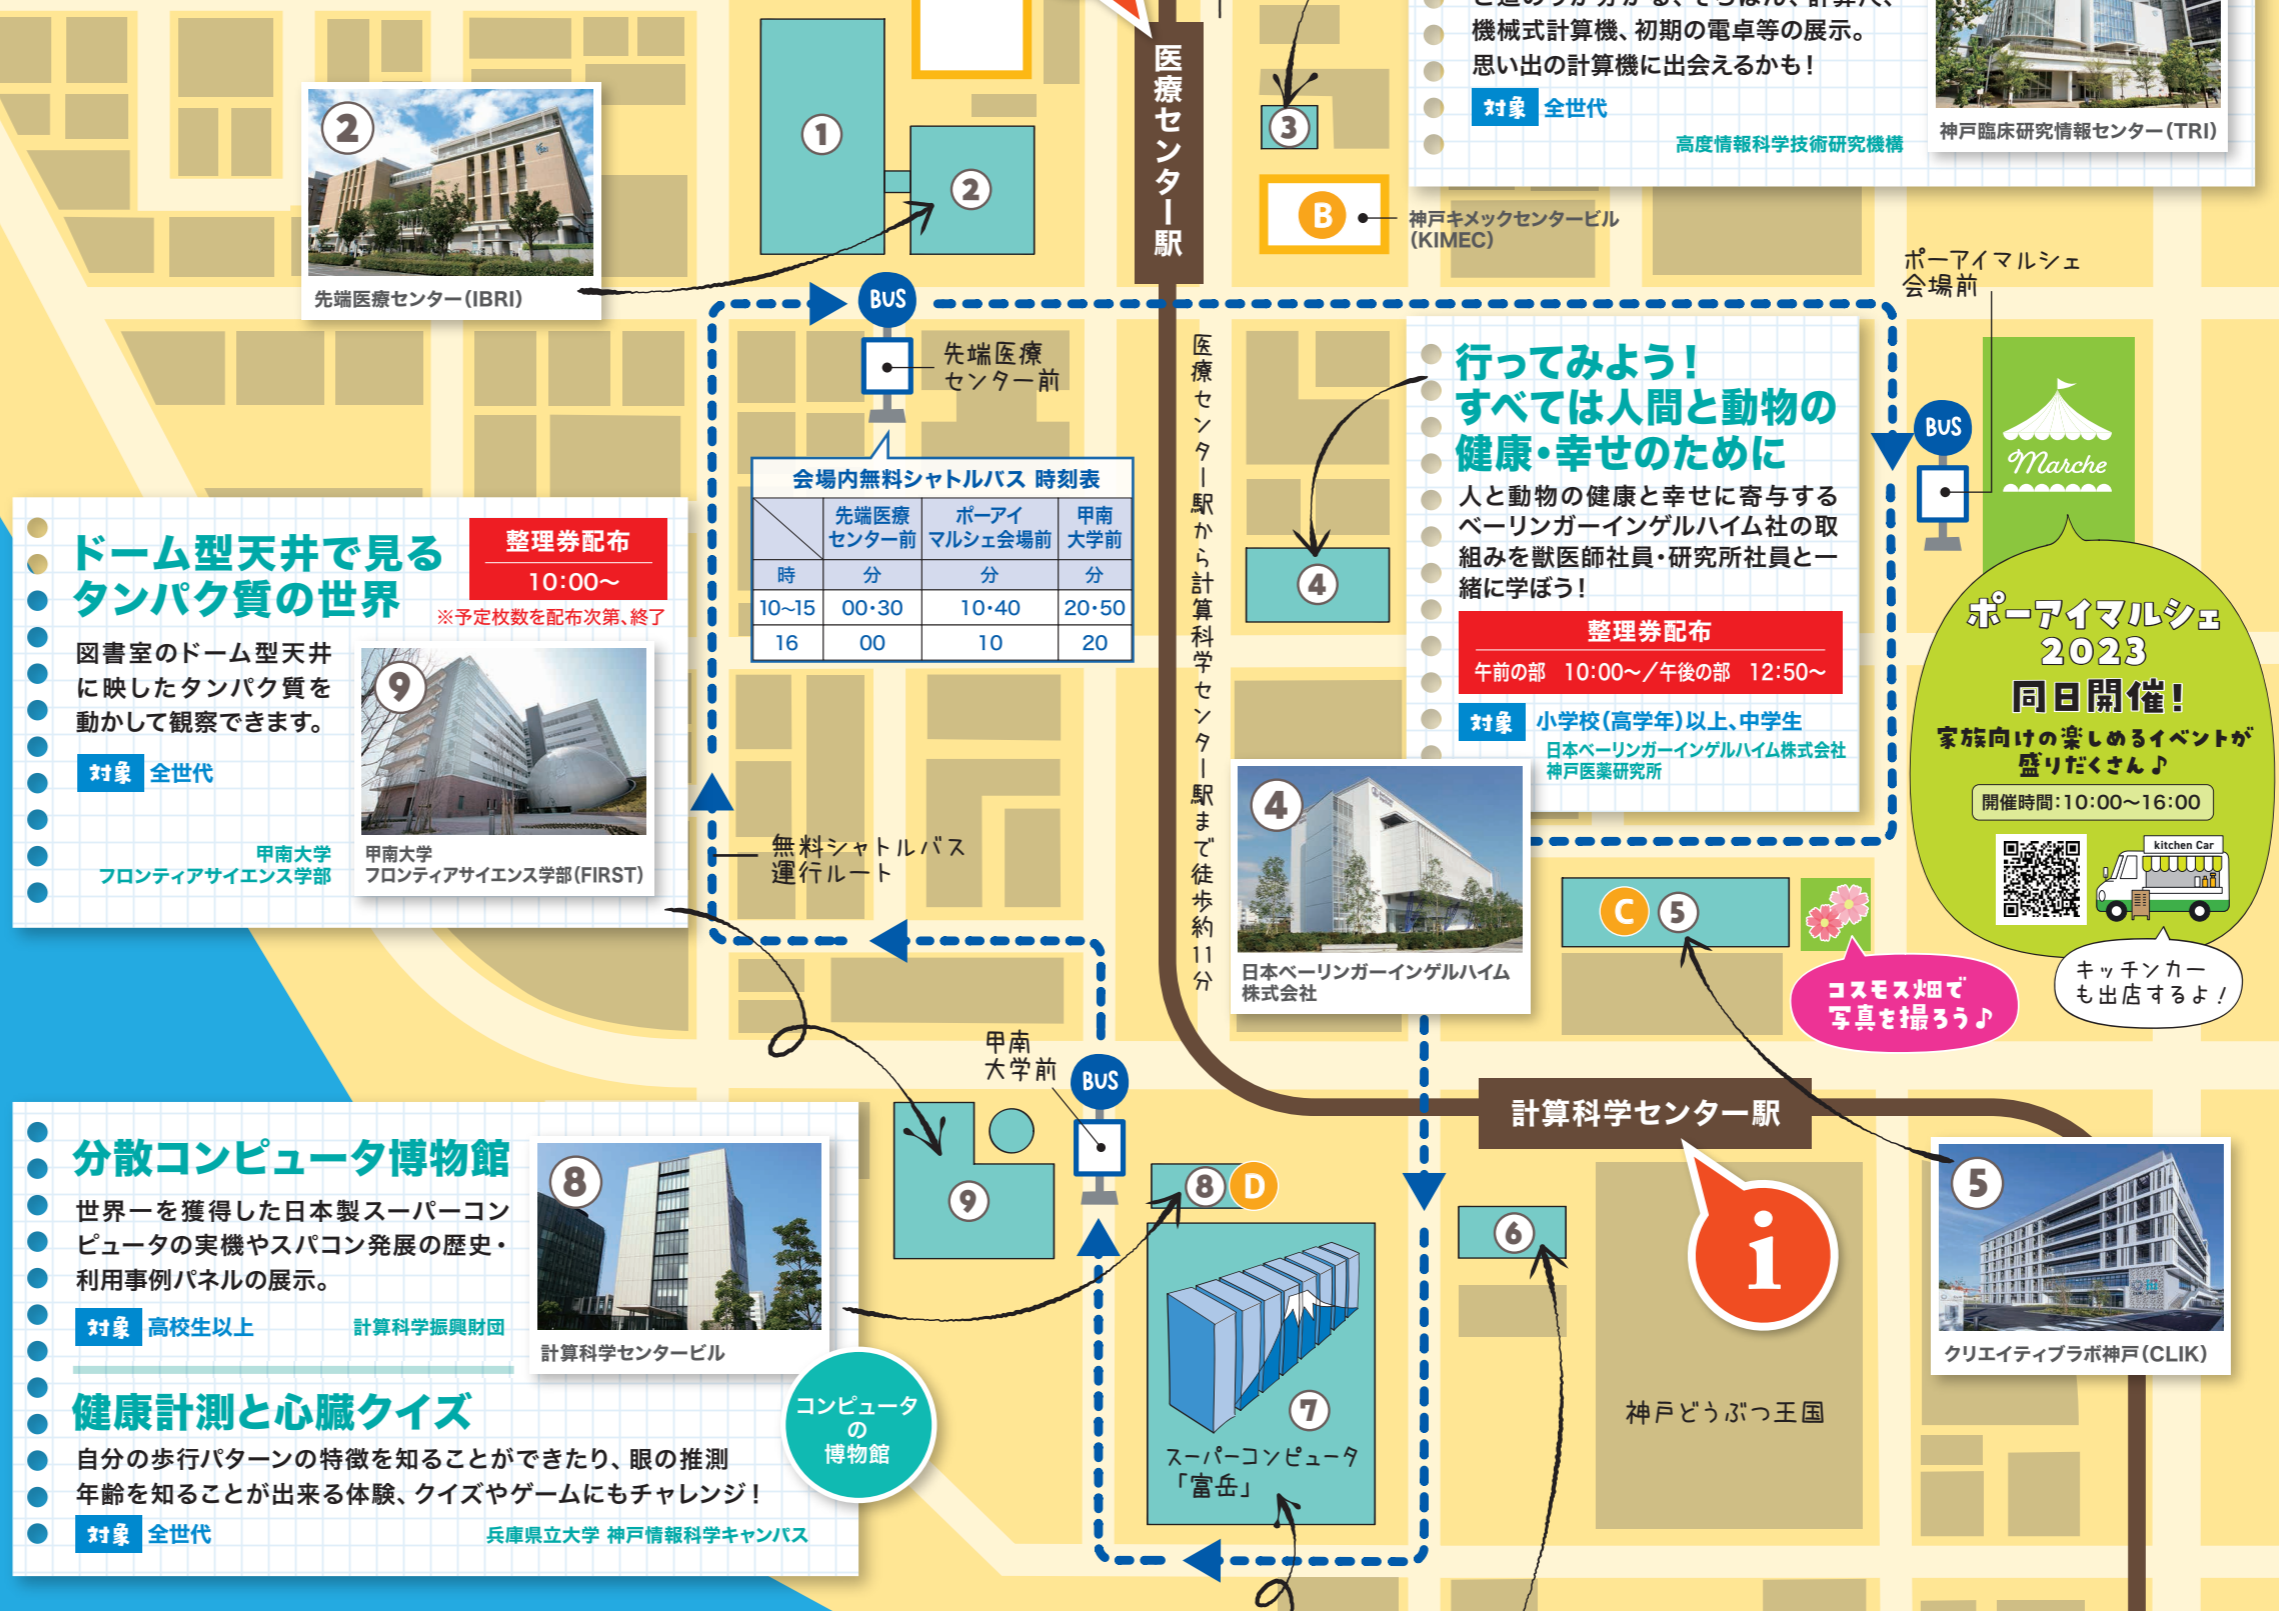 機械式計算機、初期の電卓等の展示。
思い出の計算機に出会えるかも！
対象 全世代
高度情報科学技術研究機構
神戸臨床研究情報センター（TRI）
医療センター駅
2
先端医療センター（IBRI）
1
2
3
B
神戸キメックセンタービル
（KIMEC）
ポーアイマルシェ
会場前
BUS
先端医療
センター前
会場内無料シャトルバス 時刻表
先端医療
センター前
ポーアイ
マルシェ会場前
甲南
大学前
時 分 分 分
10～15 00・30 10・40 20・50
16 00 10 20
医療センター駅から計算科学センター駅まで徒歩約11分
行ってみよう！
すべては人間と動物の
健康・幸せのために
人と動物の健康と幸せに寄与する
ベーリンガーインゲルハイム社の取
組みを獣医師社員・研究所社員と一
緒に学ぼう！
整理券配布
午前の部 10：00～／午後の部 12：50～
対象 小学校（高学年）以上、中学生
日本ベーリンガーインゲルハイム株式会社
神戸医薬研究所
4
4
日本ベーリンガーインゲルハイム
株式会社
BUS
Marche
ポーアイマルシェ
2023
同日開催！
家族向けの楽しめるイベントが
盛りだくさん♪
開催時間：10：00～16：00
kitchen Car
キッチンカー
も出店するよ！
コスモス畑で
写真を撮ろう♪
C 5
ドーム型天井で見る
タンパク質の世界
整理券配布
10：00～
※予定枚数を配布次第、終了
図書室のドーム型天井
に映したタンパク質を
動かして観察できます。
対象 全世代
甲南大学
フロンティアサイエンス学部
9
甲南大学
フロンティアサイエンス学部（FIRST）
無料シャトルバス
運行ルート
甲南
大学前
BUS
計算科学センター駅
i
5
クリエイティブラボ神戸（CLIK）
9
8 D
6
7
スーパーコンピュータ
「富岳」
神戸どうぶつ王国
分散コンピュータ博物館
世界一を獲得した日本製スーパーコン
ピュータの実機やスパコン発展の歴史・
利用事例パネルの展示。
対象 高校生以上
計算科学振興財団
8
計算科学センタービル
コンピュータ
の
博物館
健康計測と心臓クイズ
自分の歩行パターンの特徴を知ることができたり、眼の推測
年齢を知ることが出来る体験、クイズやゲームにもチャレンジ！
対象 全世代
兵庫県立大学 神戸情報科学キャンパス